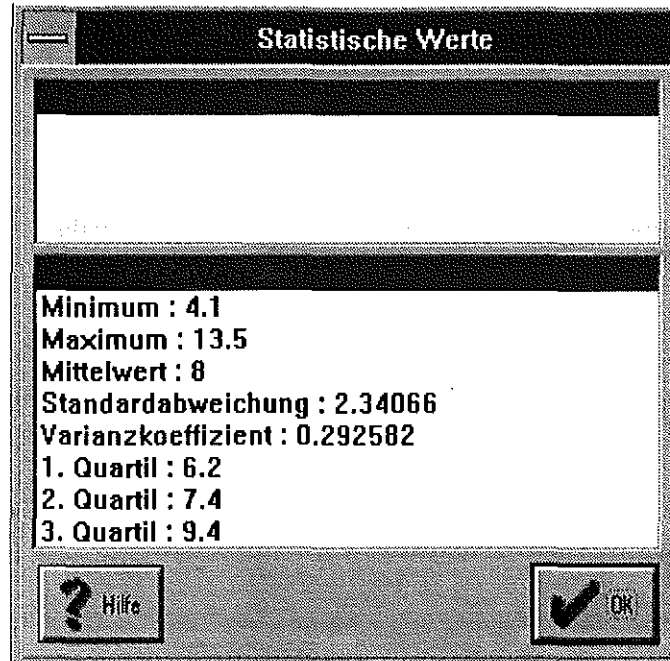 Statistische Werte
Minimum : 4.1
Maximum : 13.5
Mittelwert : 8
Standardabweichung : 2.34066
Varianzkoeffizient : 0.292582
1. Quartil : 6.2
2. Quartil : 7.4
3. Quartil : 9.4
Hilfe
OK